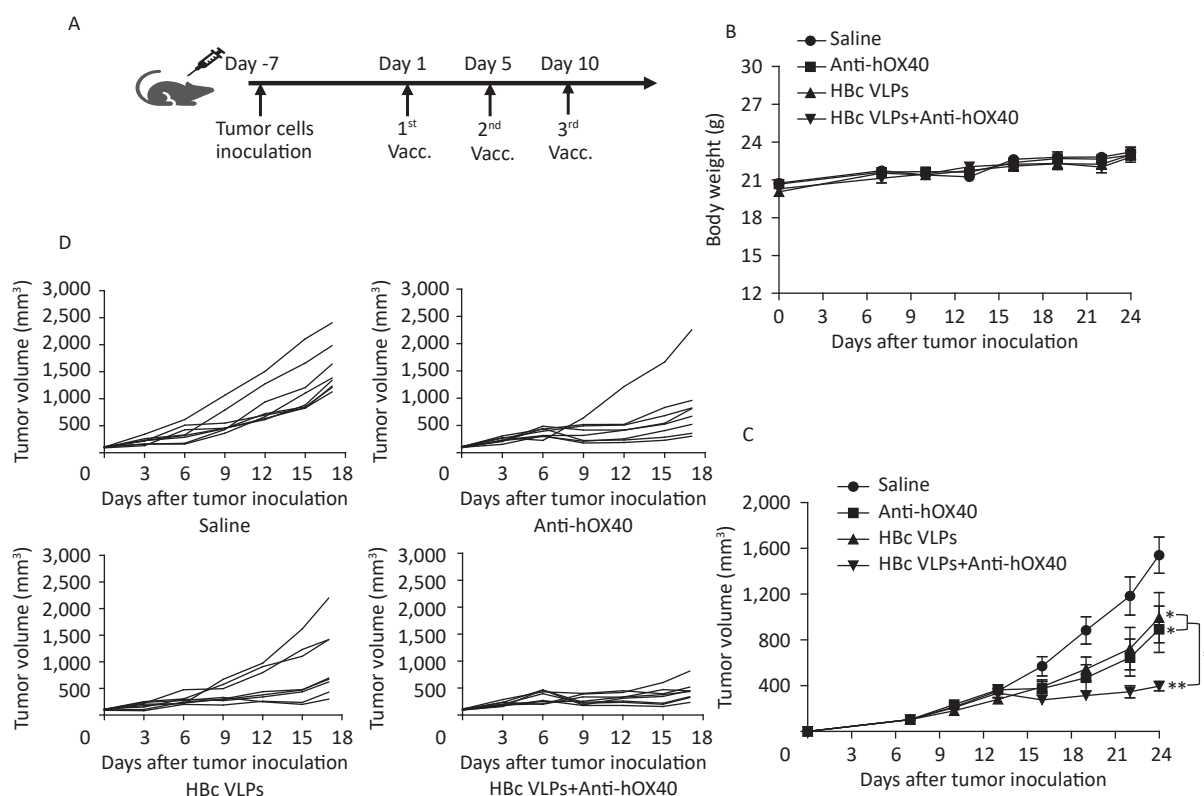 A
Day -7
Day 1
Day 5
Day 10
Tumor cells
inoculation
1st
Vacc.
2nd
Vacc.
3rd
Vacc.
B
Saline
Anti-hOX40
HBc VLPs
HBc VLPs+Anti-hOX40
Body weight (g)
30
27
24
21
18
15
12
0 3 6 9 12 15 18 21 24
Days after tumor inoculation
D
Tumor volume (mm3)
3,000
2,500
2,000
1,500
1,000
500
0 3 6 9 12 15 18
Days after tumor inoculation
Saline
Tumor volume (mm3)
3,000
2,500
2,000
1,500
1,000
500
0 3 6 9 12 15 18
Days after tumor inoculation
Anti-hOX40
Tumor volume (mm3)
3,000
2,500
2,000
1,500
1,000
500
0 3 6 9 12 15 18
Days after tumor inoculation
HBc VLPs
Tumor volume (mm3)
3,000
2,500
2,000
1,500
1,000
500
0 3 6 9 12 15 18
Days after tumor inoculation
HBc VLPs+Anti-hOX40
C
Saline
Anti-hOX40
HBc VLPs
HBc VLPs+Anti-hOX40
Tumor volume (mm3)
2,000
1,600
1,200
800
400
0 3 6 9 12 15 18 21 24
Days after tumor inoculation
*
*
**